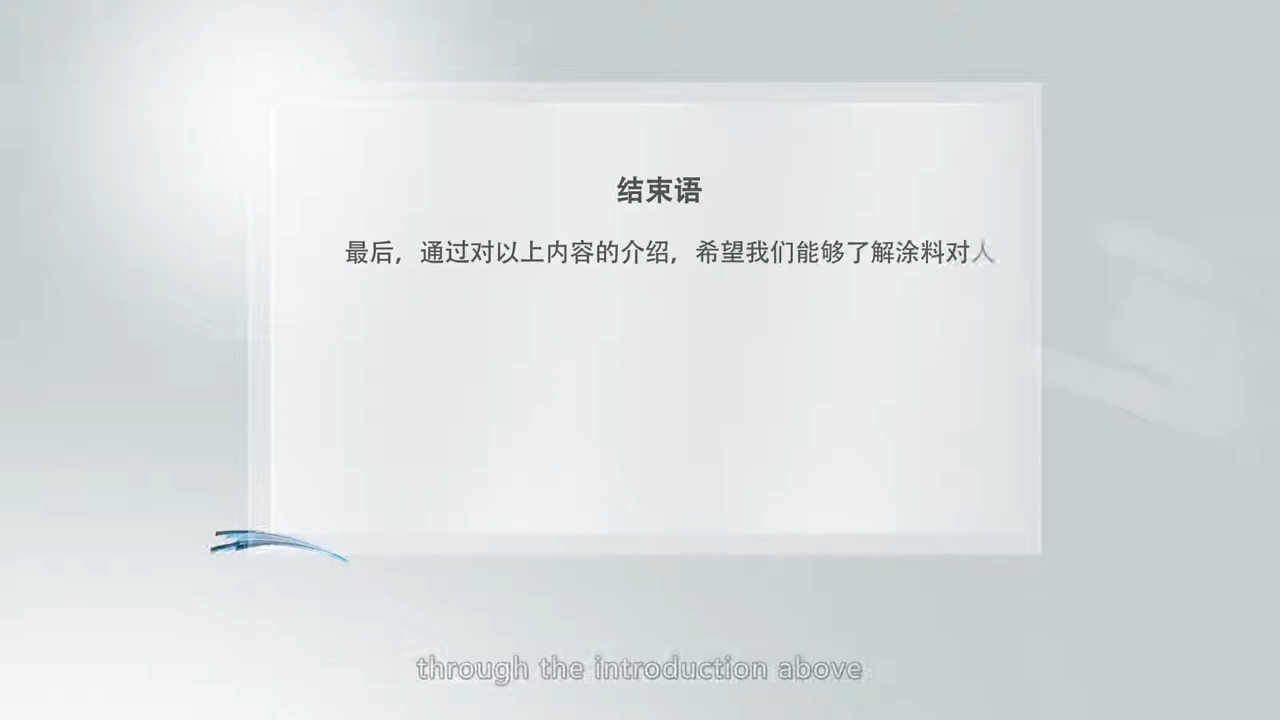 结束语
最后，通过对以上内容的介绍，希望我们能够了解涂料对人
through the introduction above